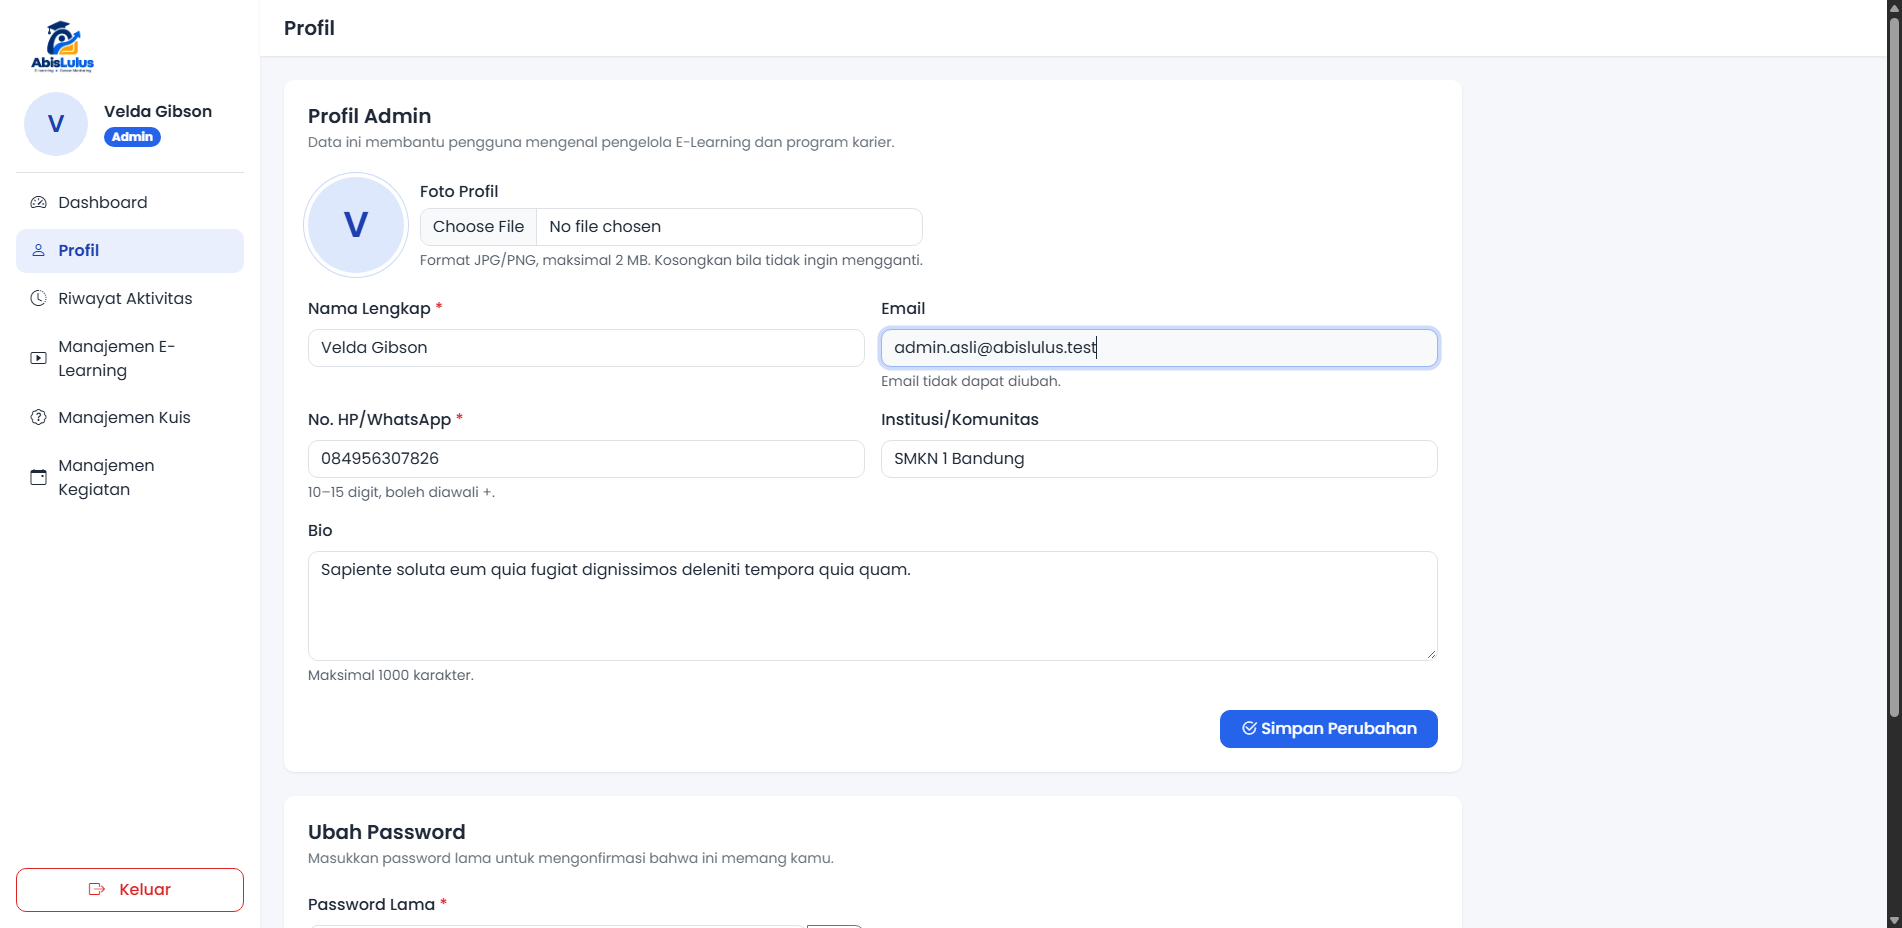 Profil
AbisLulus
V
Velda Gibson
Admin
Dashboard
Profil
Riwayat Aktivitas
Manajemen E-
Learning
Manajemen Kuis
Manajemen
Kegiatan
Keluar
Profil Admin
Data ini membantu pengguna mengenal pengelola E-Learning dan program karier.
V
Foto Profil
Choose File No file chosen
Format JPG/PNG, maksimal 2 MB. Kosongkan bila tidak ingin mengganti.
Nama Lengkap *
Velda Gibson
Email
admin.asli@abislulus.test
Email tidak dapat diubah.
No. HP/WhatsApp *
084956307826
10–15 digit, boleh diawali +.
Institusi/Komunitas
SMKN 1 Bandung
Bio
Sapiente soluta eum quia fugiat dignissimos deleniti tempora quia quam.
Maksimal 1000 karakter.
Simpan Perubahan
Ubah Password
Masukkan password lama untuk mengonfirmasi bahwa ini memang kamu.
Password Lama *